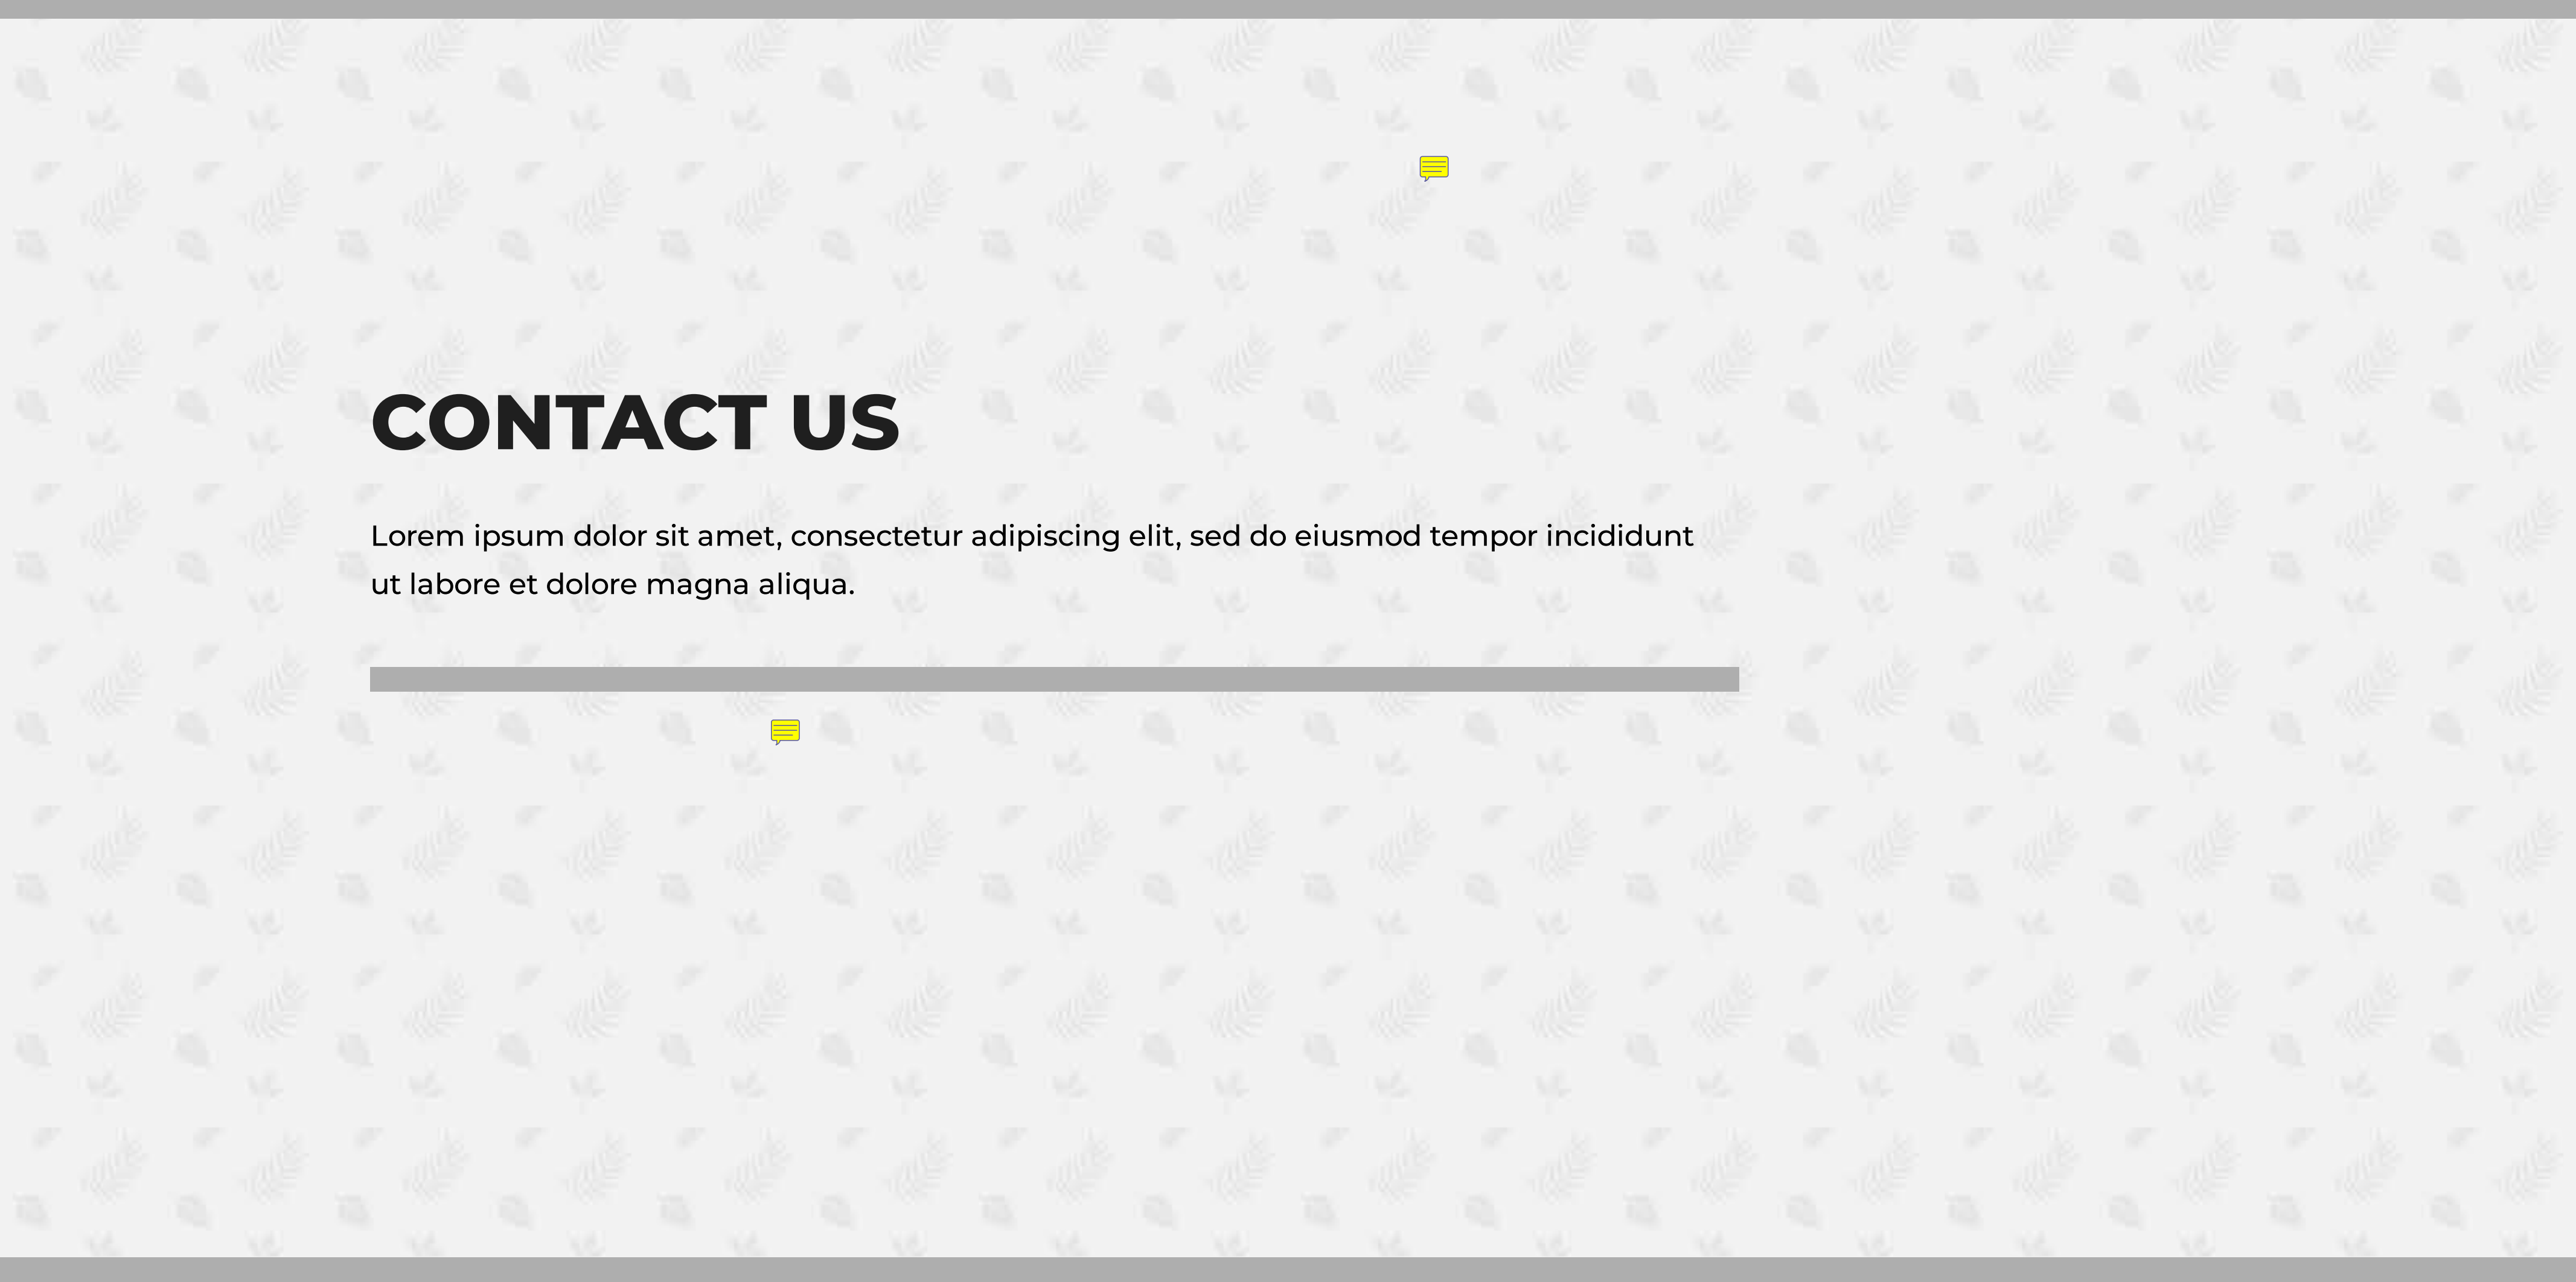 CONTACT US
Lorem ipsum dolor sit amet, consectetur adipiscing elit, sed do eiusmod tempor incididunt
ut labore et dolore magna aliqua.